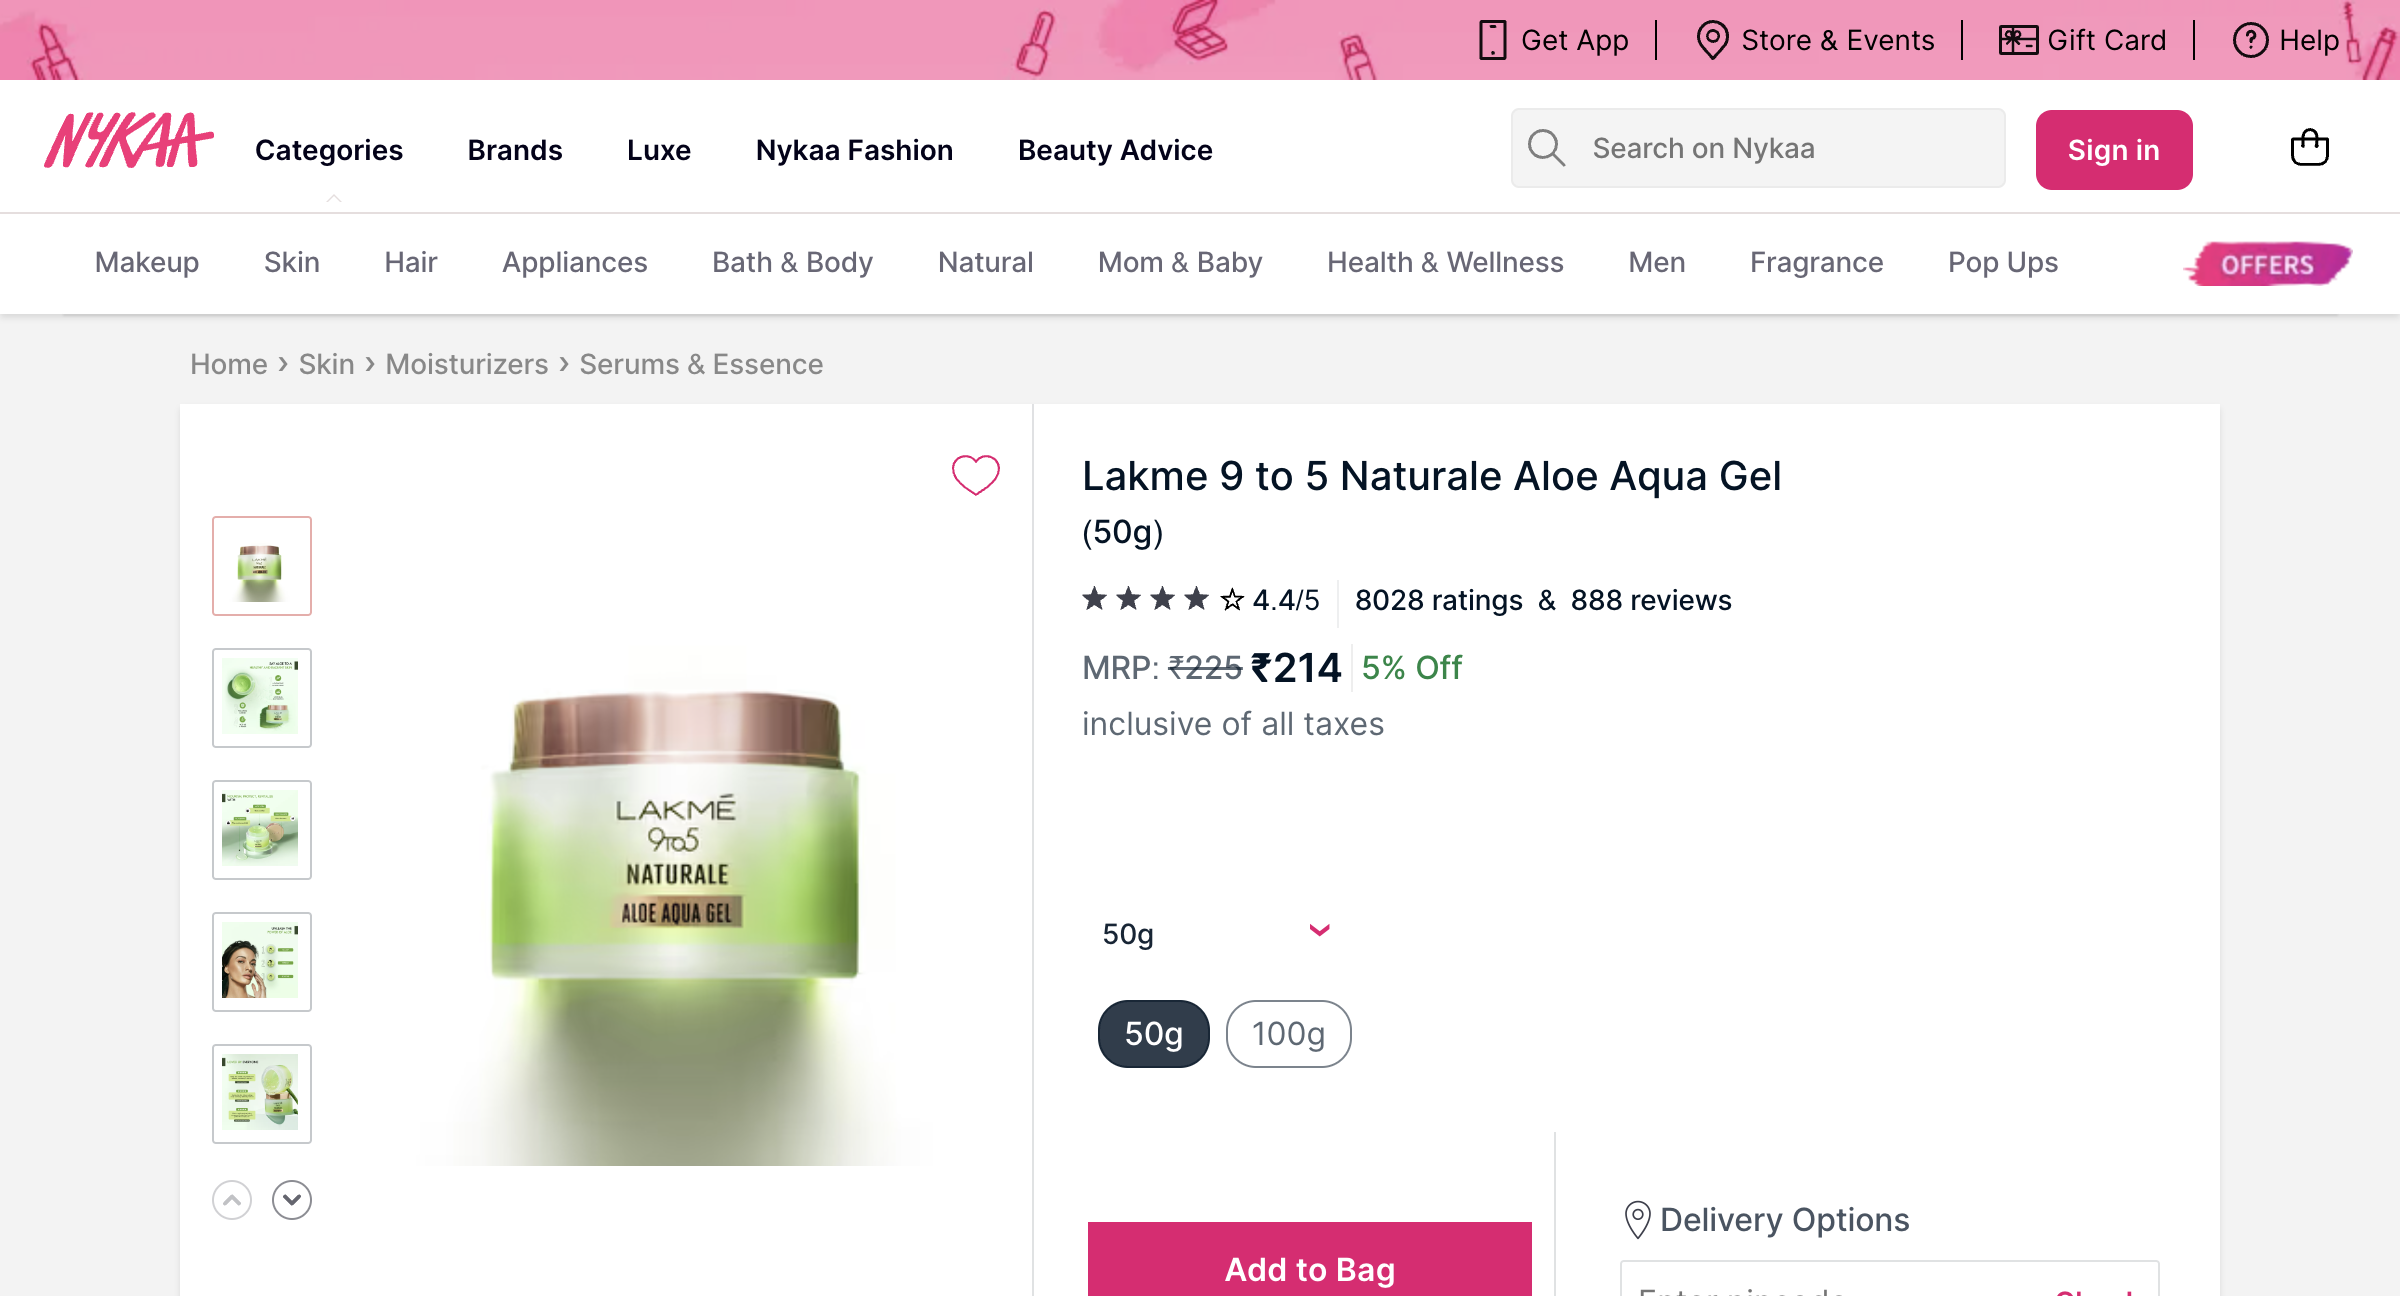 Get App
Store & Events
Gift Card
Help
NYKAA
Categories
Brands
Luxe
Nykaa Fashion
Beauty Advice
Search on Nykaa
Sign in
Makeup
Skin
Hair
Appliances
Bath & Body
Natural
Mom & Baby
Health & Wellness
Men
Fragrance
Pop Ups
OFFERS
Home › Skin › Moisturizers › Serums & Essence
LAKMÉ
9TO5
NATURALE
ALOE AQUA GEL
Lakme 9 to 5 Naturale Aloe Aqua Gel
(50g)
4.4/5
8028 ratings & 888 reviews
MRP: ₹225 ₹214 5% Off
inclusive of all taxes
50g
50g
100g
Add to Bag
Delivery Options